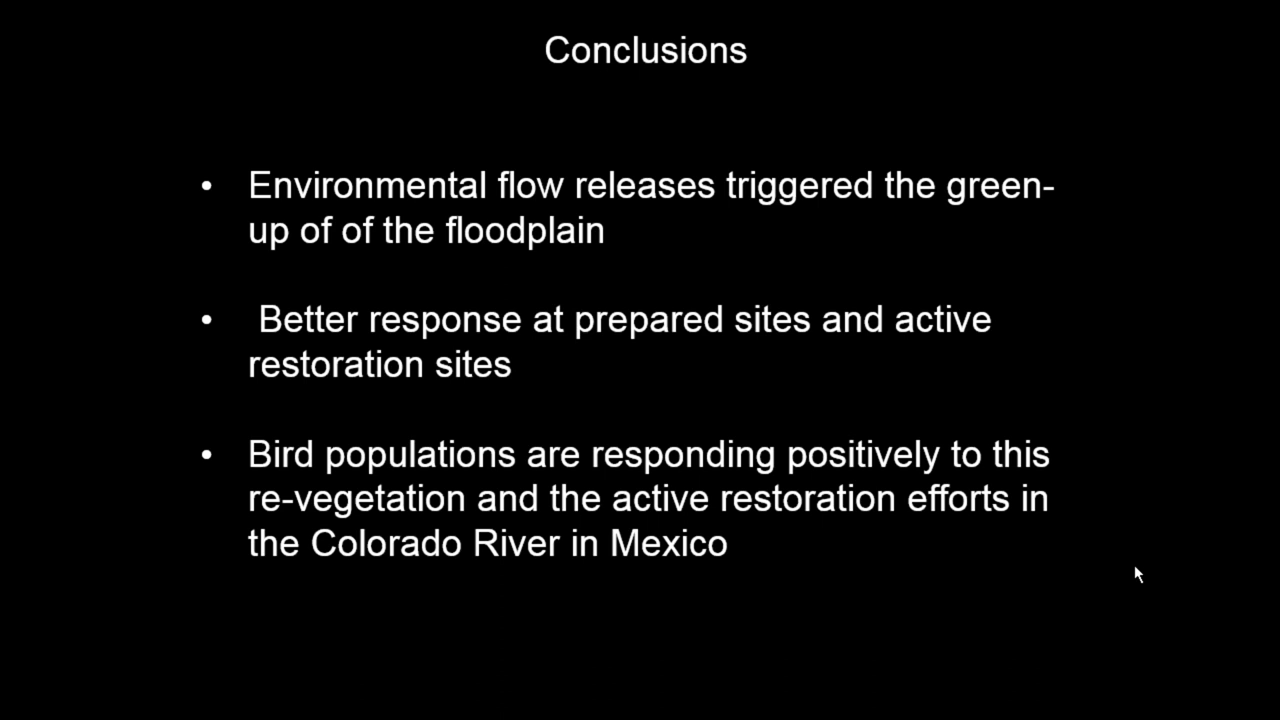 Conclusions
• Environmental flow releases triggered the green-
up of of the floodplain
• Better response at prepared sites and active
restoration sites
• Bird populations are responding positively to this
re-vegetation and the active restoration efforts in
the Colorado River in Mexico